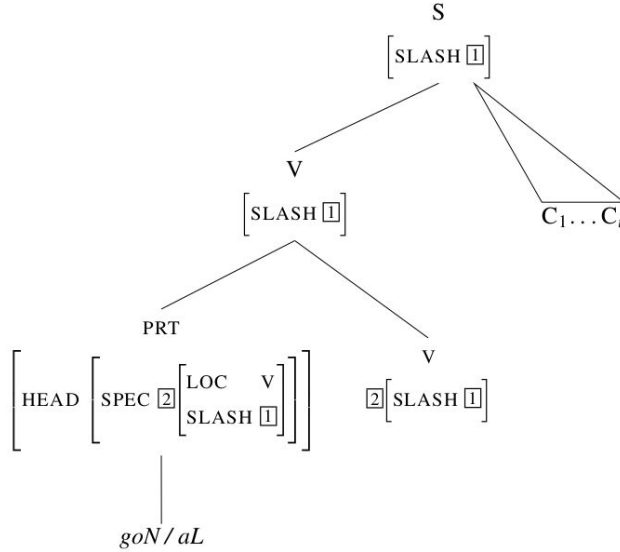 S
[SLASH 1]
V
[SLASH 1]
C1...C
PRT
V
[HEAD [SPEC 2 [LOC V
SLASH 1]]]
2[SLASH 1]
goN / aL